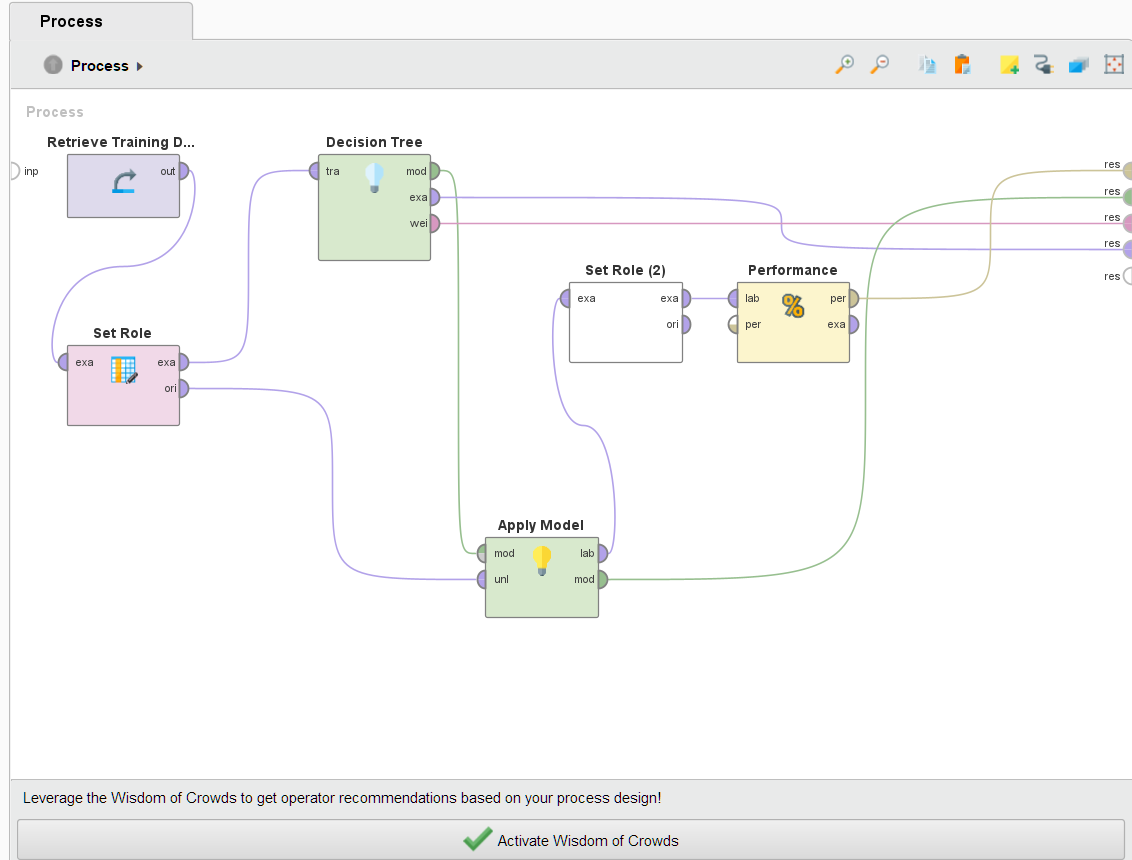 Process
Process
Process
Retrieve Training D...
inp
out
Decision Tree
tra
mod
exa
wei
res
res
res
res
res
Set Role
exa
exa
ori
Set Role (2)
exa
exa
ori
Performance
lab
per
per
exa
Apply Model
mod
lab
unl
mod
Leverage the Wisdom of Crowds to get operator recommendations based on your process design!
Activate Wisdom of Crowds